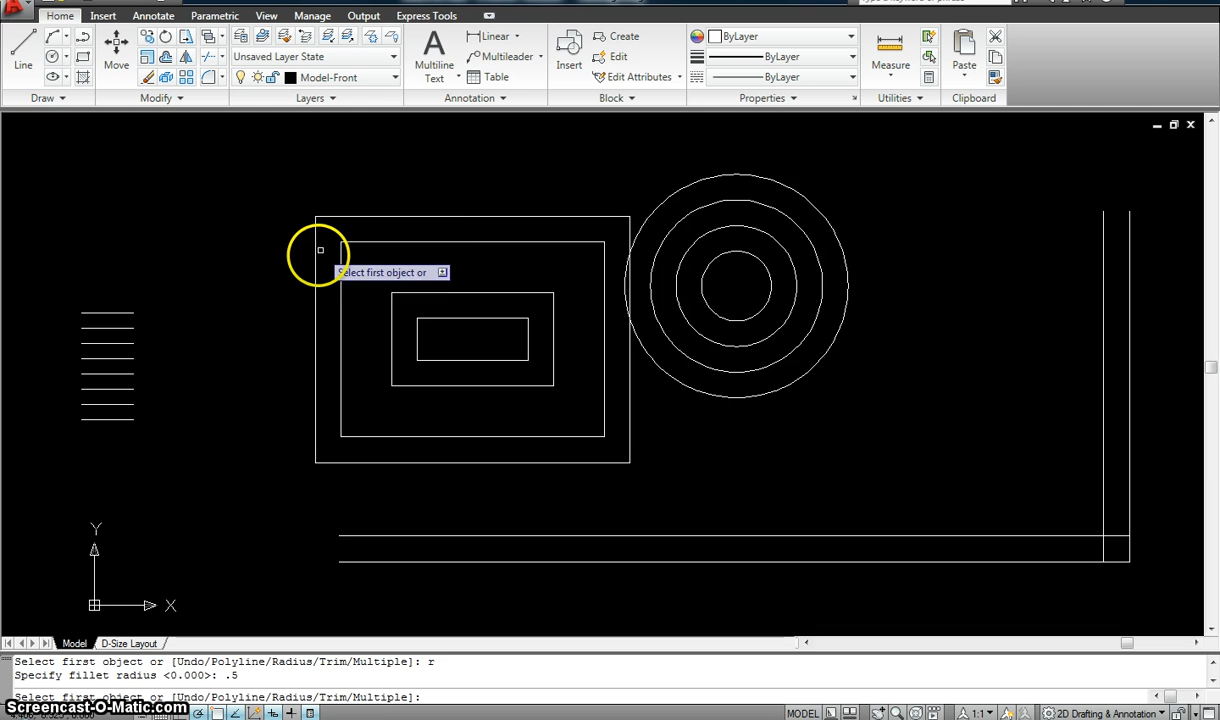 Home Insert Annotate Parametric View Manage Output Express Tools
Line
Move
Unsaved Layer State
Model-Front
Multiline
Text
Linear
Multileader
Table
Insert
Create
Edit
Edit Attributes
ByLayer
ByLayer
ByLayer
Measure
Paste
Draw Modify Layers Annotation Block Properties Utilities Clipboard
Select first object or
Y
X
Model D-Size Layout
Select first object or [Undo/Polyline/Radius/Trim/Multiple]: r
Specify fillet radius <0.000>: .5
Select first object or [Undo/Polyline/Radius/Trim/Multiple]:
Screencast-O-Matic.com
MODEL 1:1 2D Drafting & Annotation